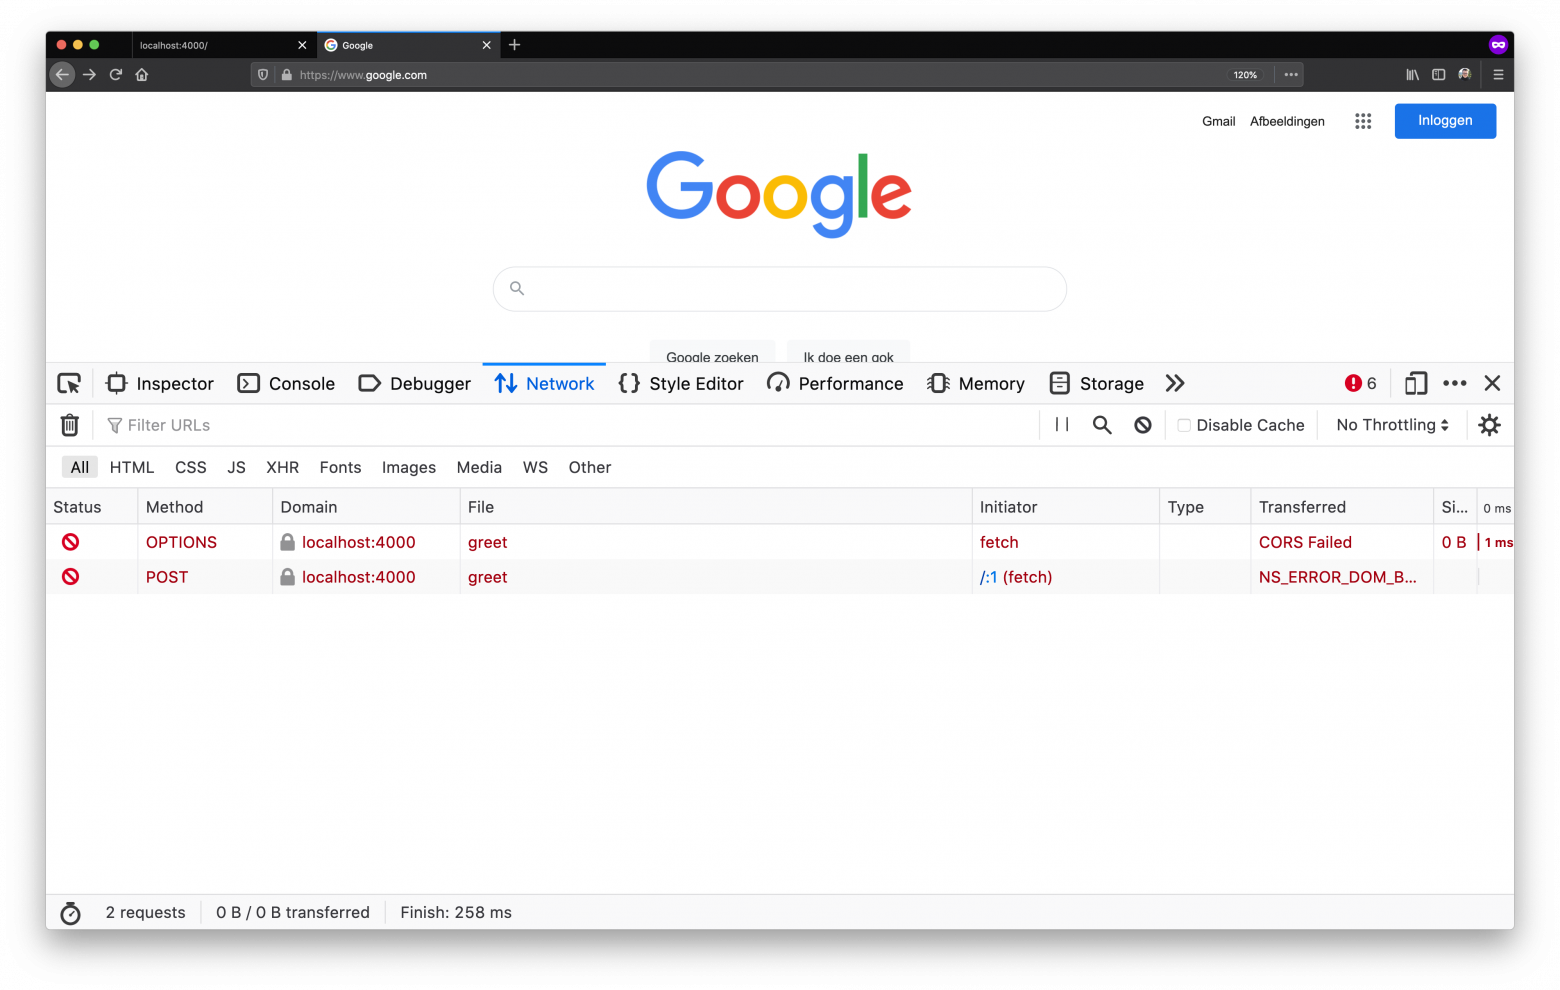 localhost:4000/
Google
https://www.google.com
120%
Gmail Afbeeldingen Inloggen
Google
Google zoeken Ik doe een gok
Inspector Console Debugger Network Style Editor Performance Memory Storage 6
Filter URLs Disable Cache No Throttling
All HTML CSS JS XHR Fonts Images Media WS Other
Status Method Domain File Initiator Type Transferred Si... 0 ms
OPTIONS localhost:4000 greet fetch CORS Failed 0 B 1 ms
POST localhost:4000 greet /:1 (fetch) NS_ERROR_DOM_B...
2 requests 0 B / 0 B transferred Finish: 258 ms